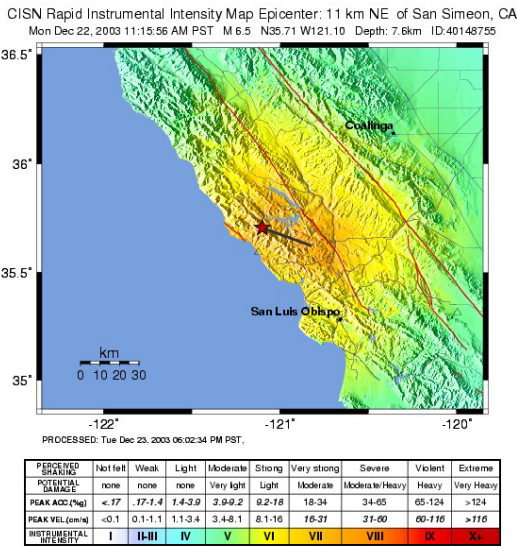 CISN Rapid Instrumental Intensity Map Epicenter: 11 km NE of San Simeon, CA
Mon Dec 22, 2003 11:15:56 AM PST M 6.5 N35.71 W121.10 Depth: 7.6km ID:40148755
36.5°
Coalinga
36°
35.5°
San Luis Obispo
km
0 10 20 30
35°
-122° -121° -120°
PROCESSED: Tue Dec 23, 2003 06:02:34 PM PST.
PERCEIVED SHAKING Not felt Weak Light Moderate Strong Very strong Severe Violent Extreme
POTENTIAL DAMAGE none none none Very light Light Moderate Moderate/Heavy Heavy Very Heavy
PEAK ACC.(%g) <.17 .17-1.4 1.4-3.9 3.9-9.2 9.2-18 18-34 34-65 65-124 >124
PEAK VEL.(cm/s) <0.1 0.1-1.1 1.1-3.4 3.4-8.1 8.1-16 16-31 31-60 60-116 >116
INSTRUMENTAL INTENSITY I II-III IV V VI VII VIII IX X+